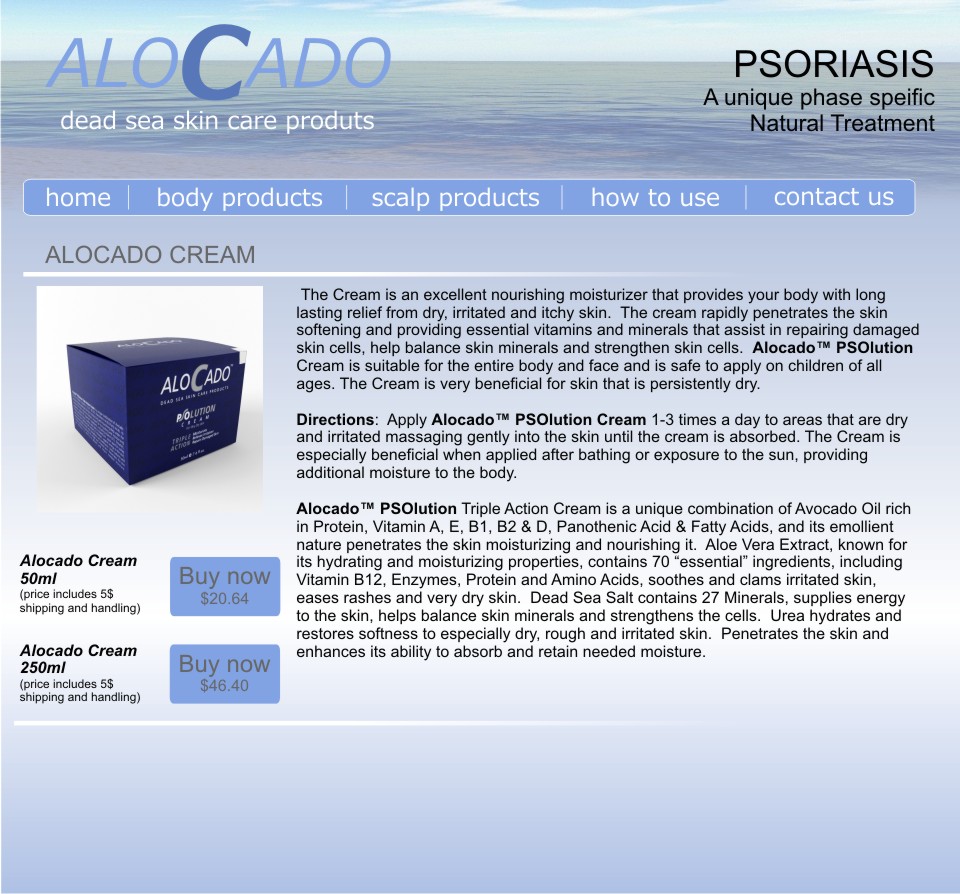 ALOCADO
dead sea skin care produts
PSORIASIS
A unique phase speific
Natural Treatment
home
body products
scalp products
how to use
contact us
ALOCADO CREAM
ALOCADO
DEAD SEA SKIN CARE PRODUCTS
PSOLUTION
CREAM
TRIPLE
ACTION
The Cream is an excellent nourishing moisturizer that provides your body with long
lasting relief from dry, irritated and itchy skin. The cream rapidly penetrates the skin
softening and providing essential vitamins and minerals that assist in repairing damaged
skin cells, help balance skin minerals and strengthen skin cells. Alocado™ PSOlution
Cream is suitable for the entire body and face and is safe to apply on children of all
ages. The Cream is very beneficial for skin that is persistently dry.
Directions: Apply Alocado™ PSOlution Cream 1-3 times a day to areas that are dry
and irritated massaging gently into the skin until the cream is absorbed. The Cream is
especially beneficial when applied after bathing or exposure to the sun, providing
additional moisture to the body.
Alocado™ PSOlution Triple Action Cream is a unique combination of Avocado Oil rich
in Protein, Vitamin A, E, B1, B2 & D, Panothenic Acid & Fatty Acids, and its emollient
nature penetrates the skin moisturizing and nourishing it. Aloe Vera Extract, known for
its hydrating and moisturizing properties, contains 70 “essential” ingredients, including
Vitamin B12, Enzymes, Protein and Amino Acids, soothes and clams irritated skin,
eases rashes and very dry skin. Dead Sea Salt contains 27 Minerals, supplies energy
to the skin, helps balance skin minerals and strengthens the cells. Urea hydrates and
restores softness to especially dry, rough and irritated skin. Penetrates the skin and
enhances its ability to absorb and retain needed moisture.
Alocado Cream
50ml
(price includes 5$
shipping and handling)
Buy now
$20.64
Alocado Cream
250ml
(price includes 5$
shipping and handling)
Buy now
$46.40